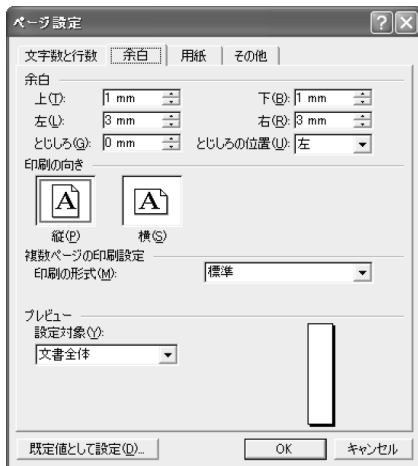 ページ設定
文字数と行数 余白 用紙 その他
余白
上(T): 1 mm 下(B): 1 mm
左(L): 3 mm 右(R): 3 mm
とじしろ(G): 0 mm とじしろの位置(U): 左
印刷の向き
A A
縦(P) 横(S)
複数ページの印刷設定
印刷の形式(M): 標準
プレビュー
設定対象(Y):
文書全体
既定値として設定(D)... OK キャンセル